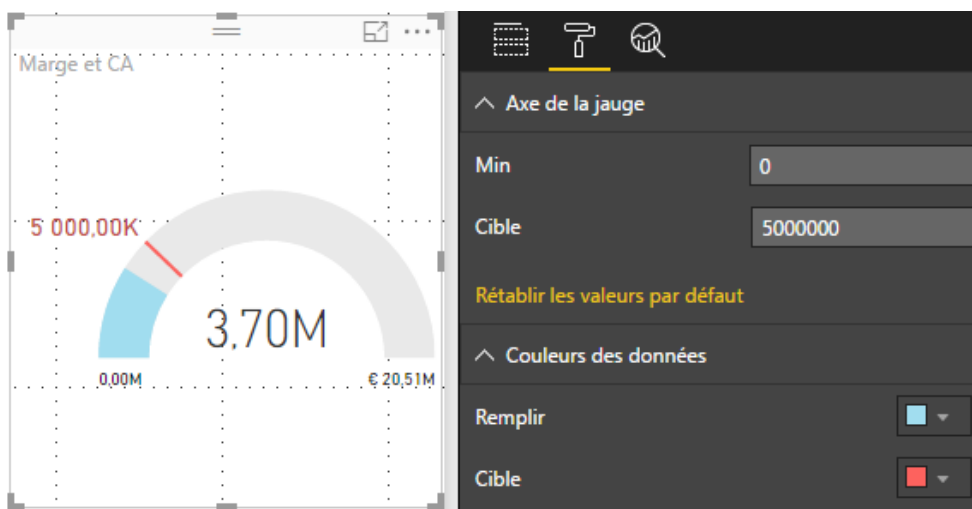 Marge et CA
5 000,00K
3,70M
0,00M
€ 20,51M
Axe de la jauge
Min
0
Cible
5000000
Rétablir les valeurs par défaut
Couleurs des données
Remplir
Cible